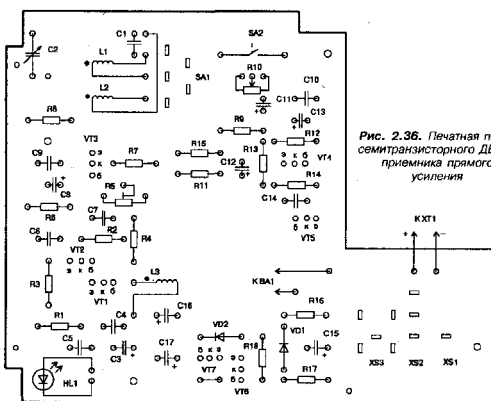 C1
SA2
C2
L1
R10
C10
L2
SA1
C11
C13
R8
R9
R12
VT3
R15
R13
э
к
б
VT4
C9
э
к
б
R7
C12
C8
R11
R14
R5
C14
R6
C7
R2
R4
VT5
б
к
э
C6
VT2
э
к
б
L3
KBA1
R3
VT1
э
к
б
C16
R16
R1
C4
VD2
VD1
C15
C5
C3
C17
б
к
э
э
к
б
R18
R17
VT7
VT6
HL1
Рис. 2.36. Печатная п
семитранзисторного ДВ
приемника прямого
усиления
KXT1
+
–
XS3
XS2
XS1